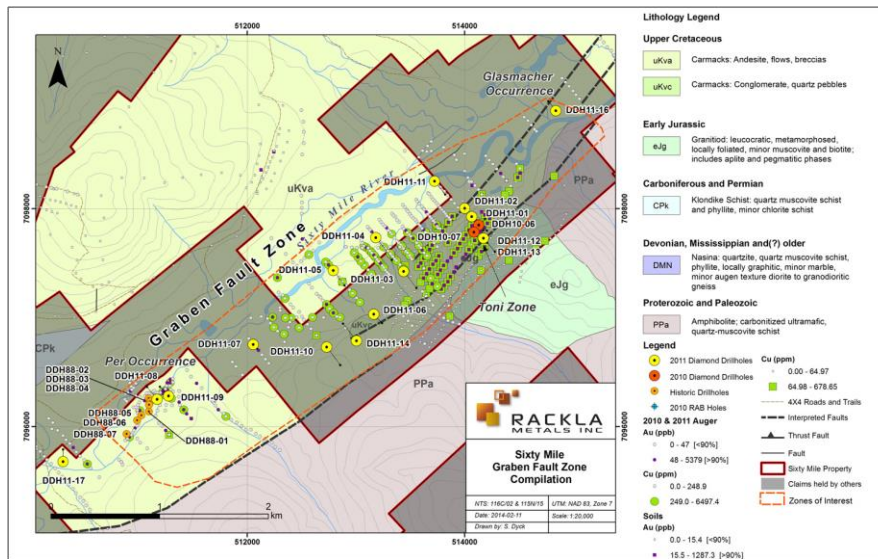 512000
514000
7098000
7096000
7098000
7096000
512000
514000
N
Glasmacher
Occurrence
DDH11-16
PPa
DDH11-11
DDH11-02
DDH11-01
DDH10-06
DDH10-07
DDH11-12
DDH11-13
uKva
Sixty Mile River
DDH11-04
DDH11-05
DDH11-03
eJg
Graben Fault Zone
Toni Zone
DDH11-06
uKvc
DDH11-07
DDH11-10
DDH11-14
CPk
Per Occurrence
PPa
DDH88-02
DDH88-03
DDH88-04
DDH11-08
DDH11-09
DDH88-05
DDH88-06
DDH88-07
DDH88-01
DDH11-17
0 1 2
km
RACKLA
METALS INC
Sixty Mile
Graben Fault Zone
Compilation
NTS: 116C/02 & 115N/15
UTM: NAD 83, Zone 7
Date: 2014-02-11
Scale: 1:20,000
Drawn by: S. Dyck
Lithology Legend
Upper Cretaceous
uKva Carmacks: Andesite, flows, breccias
uKvc Carmacks: Conglomerate, quartz pebbles
Early Jurassic
eJg Granitiod: leucocratic, metamorphosed,
locally foliated, minor muscovite and biotite;
includes aplite and pegmatitic phases
Carboniferous and Permian
CPk Klondike Schist: quartz muscovite schist
and phyllite, minor chlorite schist
Devonian, Mississippian and(?) older
DMN Nasina: quartzite, quartz muscovite schist,
phyllite, locally graphitic, minor marble,
minor augen texture diorite to granodioritic
gneiss
Proterozoic and Paleozoic
PPa Amphibolite; carbonitized ultramafic,
quartz-muscovite schist
Legend
2011 Diamond Drillholes
2010 Diamond Drillholes
Historic Drillholes
2010 RAB Holes
2010 & 2011 Auger
Au (ppb)
0 - 47 [<90%]
48 - 5379 [>90%]
Cu (ppm)
0.0 - 248.9
249.0 - 6497.4
Soils
Au (ppb)
0.0 - 15.4 [<90%]
15.5 - 1287.3 [>90%]
Cu (ppm)
0.00 - 64.97
64.98 - 678.65
4X4 Roads and Trails
Interpreted Faults
Thrust Fault
Fault
Sixty Mile Property
Claims held by others
Zones of Interest